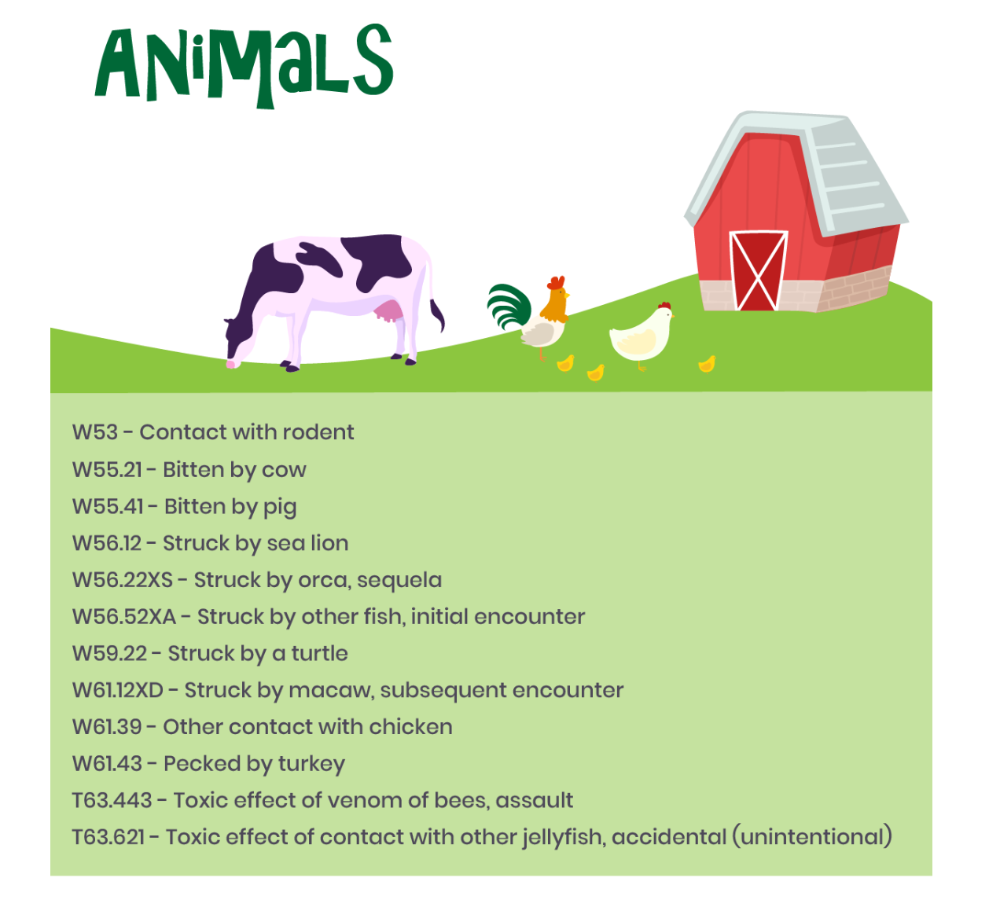 ANiMaLS
W53 – Contact with rodent
W55.21 – Bitten by cow
W55.41 – Bitten by pig
W56.12 – Struck by sea lion
W56.22XS – Struck by orca, sequela
W56.52XA – Struck by other fish, initial encounter
W59.22 – Struck by a turtle
W61.12XD – Struck by macaw, subsequent encounter
W61.39 – Other contact with chicken
W61.43 – Pecked by turkey
T63.443 – Toxic effect of venom of bees, assault
T63.621 – Toxic effect of contact with other jellyfish, accidental (unintentional)